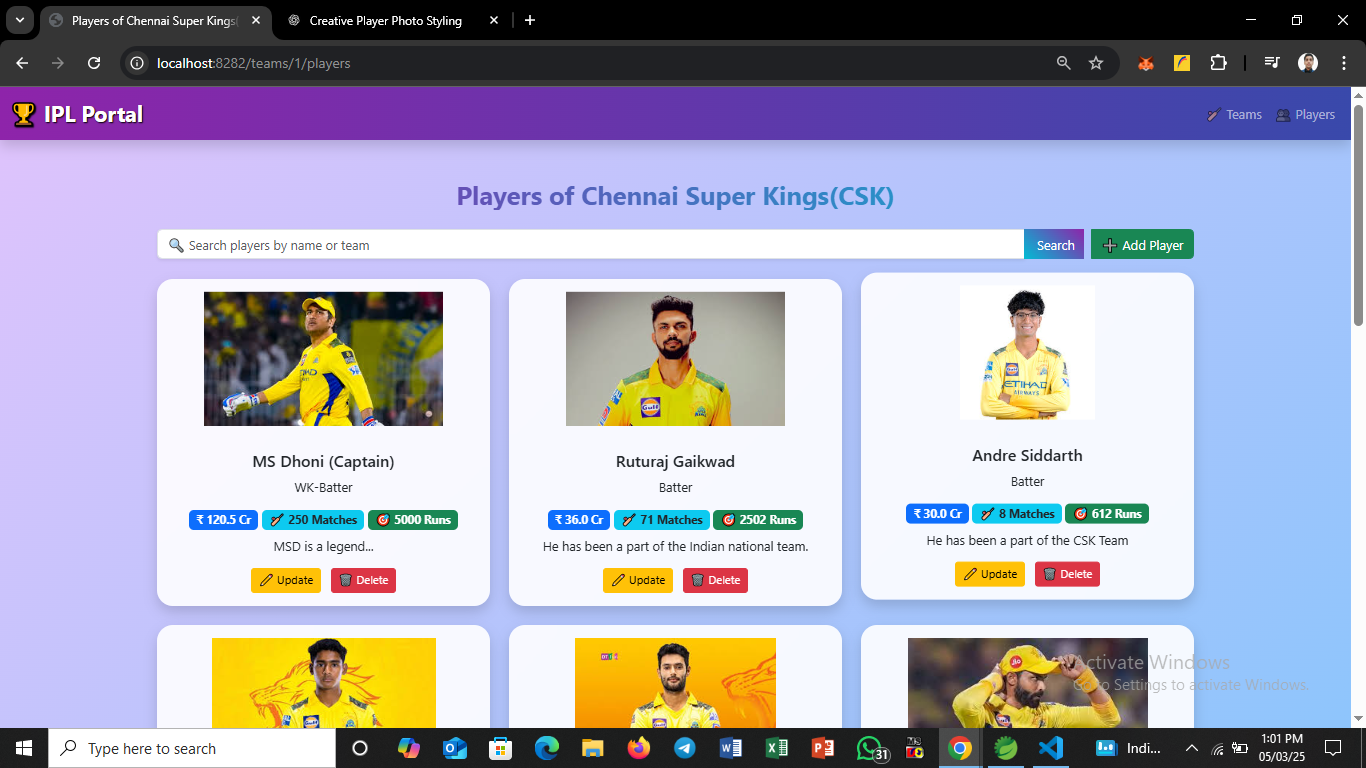 Players of Chennai Super Kings(
Creative Player Photo Styling
localhost:8282/teams/1/players
IPL Portal
Teams
Players
Players of Chennai Super Kings(CSK)
Search players by name or team
Search
Add Player
ETIHAD
AIRWAYS
Gulf
MS Dhoni (Captain)
WK-Batter
₹ 120.5 Cr
250 Matches
5000 Runs
MSD is a legend...
Update
Delete
Ruturaj Gaikwad
Batter
₹ 36.0 Cr
71 Matches
2502 Runs
He has been a part of the Indian national team.
Update
Delete
Andre Siddarth
Batter
₹ 30.0 Cr
8 Matches
612 Runs
He has been a part of the CSK Team
Update
Delete
Jio
Activate Windows
Go to Settings to activate Windows.
Type here to search
31
Indi...
1:01 PM
05/03/25